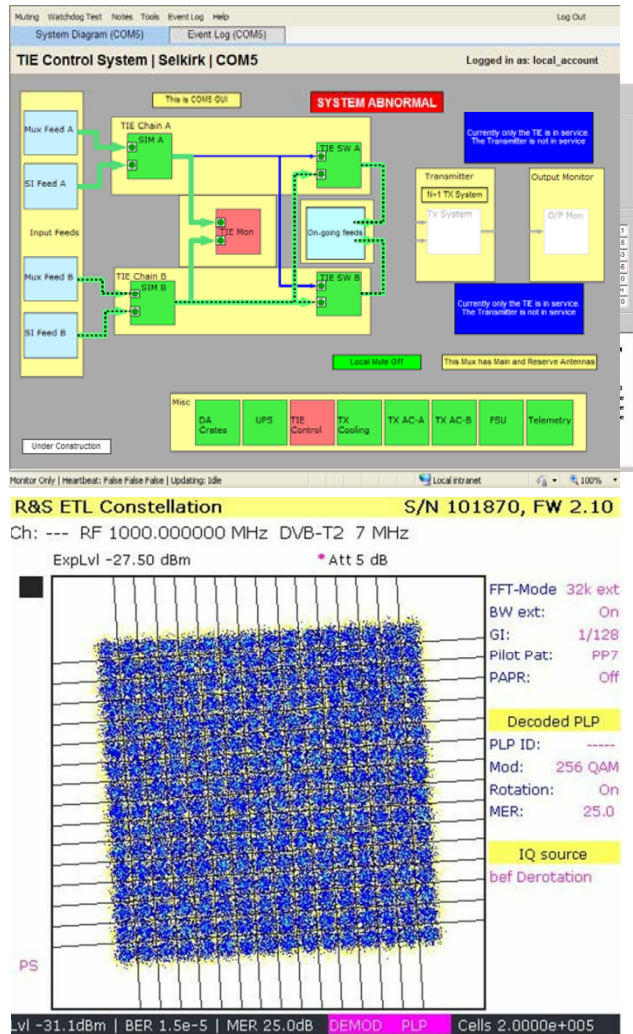 Muting Watchdog Test Notes Tools Event Log Help Log Out
System Diagram (COM5) Event Log (COM5)
TIE Control System | Selkirk | COM5 Logged in as: local_account
This is COM5 GUI
SYSTEM ABNORMAL
Mux Feed A
SI Feed A
Input Feeds
Mux Feed B
SI Feed B
TIE Chain A
SIM A
TIE SW A
TIE Mon
On-going feeds
TIE Chain B
SIM B
TIE SW B
Currently only the TIE is in service.
The Transmitter is not in service
Transmitter
N+1 TX System
Tx System
Output Monitor
O/P Mon
Currently only the TIE is in service.
The Transmitter is not in service
Local Mute Off
This Mux has Main and Reserve Antennas
Misc
DA
Crates
UPS
TIE
Control
TX
Cooling
TX AC-A
TX AC-B
FSU
Telemetry
Under Construction
Monitor Only | Heartbeat: False False False | Updating: Idle Local intranet 100%
R&S ETL Constellation S/N 101870, FW 2.10
Ch: --- RF 1000.000000 MHz DVB-T2 7 MHz
ExpLvl -27.50 dBm * Att 5 dB
FFT-Mode 32k ext
BW ext: On
GI: 1/128
Pilot Pat: PP7
PAPR: Off
Decoded PLP
PLP ID: -----
Mod: 256 QAM
Rotation: On
MER: 25.0
IQ source
bef Derotation
PS
Lvl -31.1dBm | BER 1.5e-5 | MER 25.0dB DEMOD PLP Cells 2.0000e+005